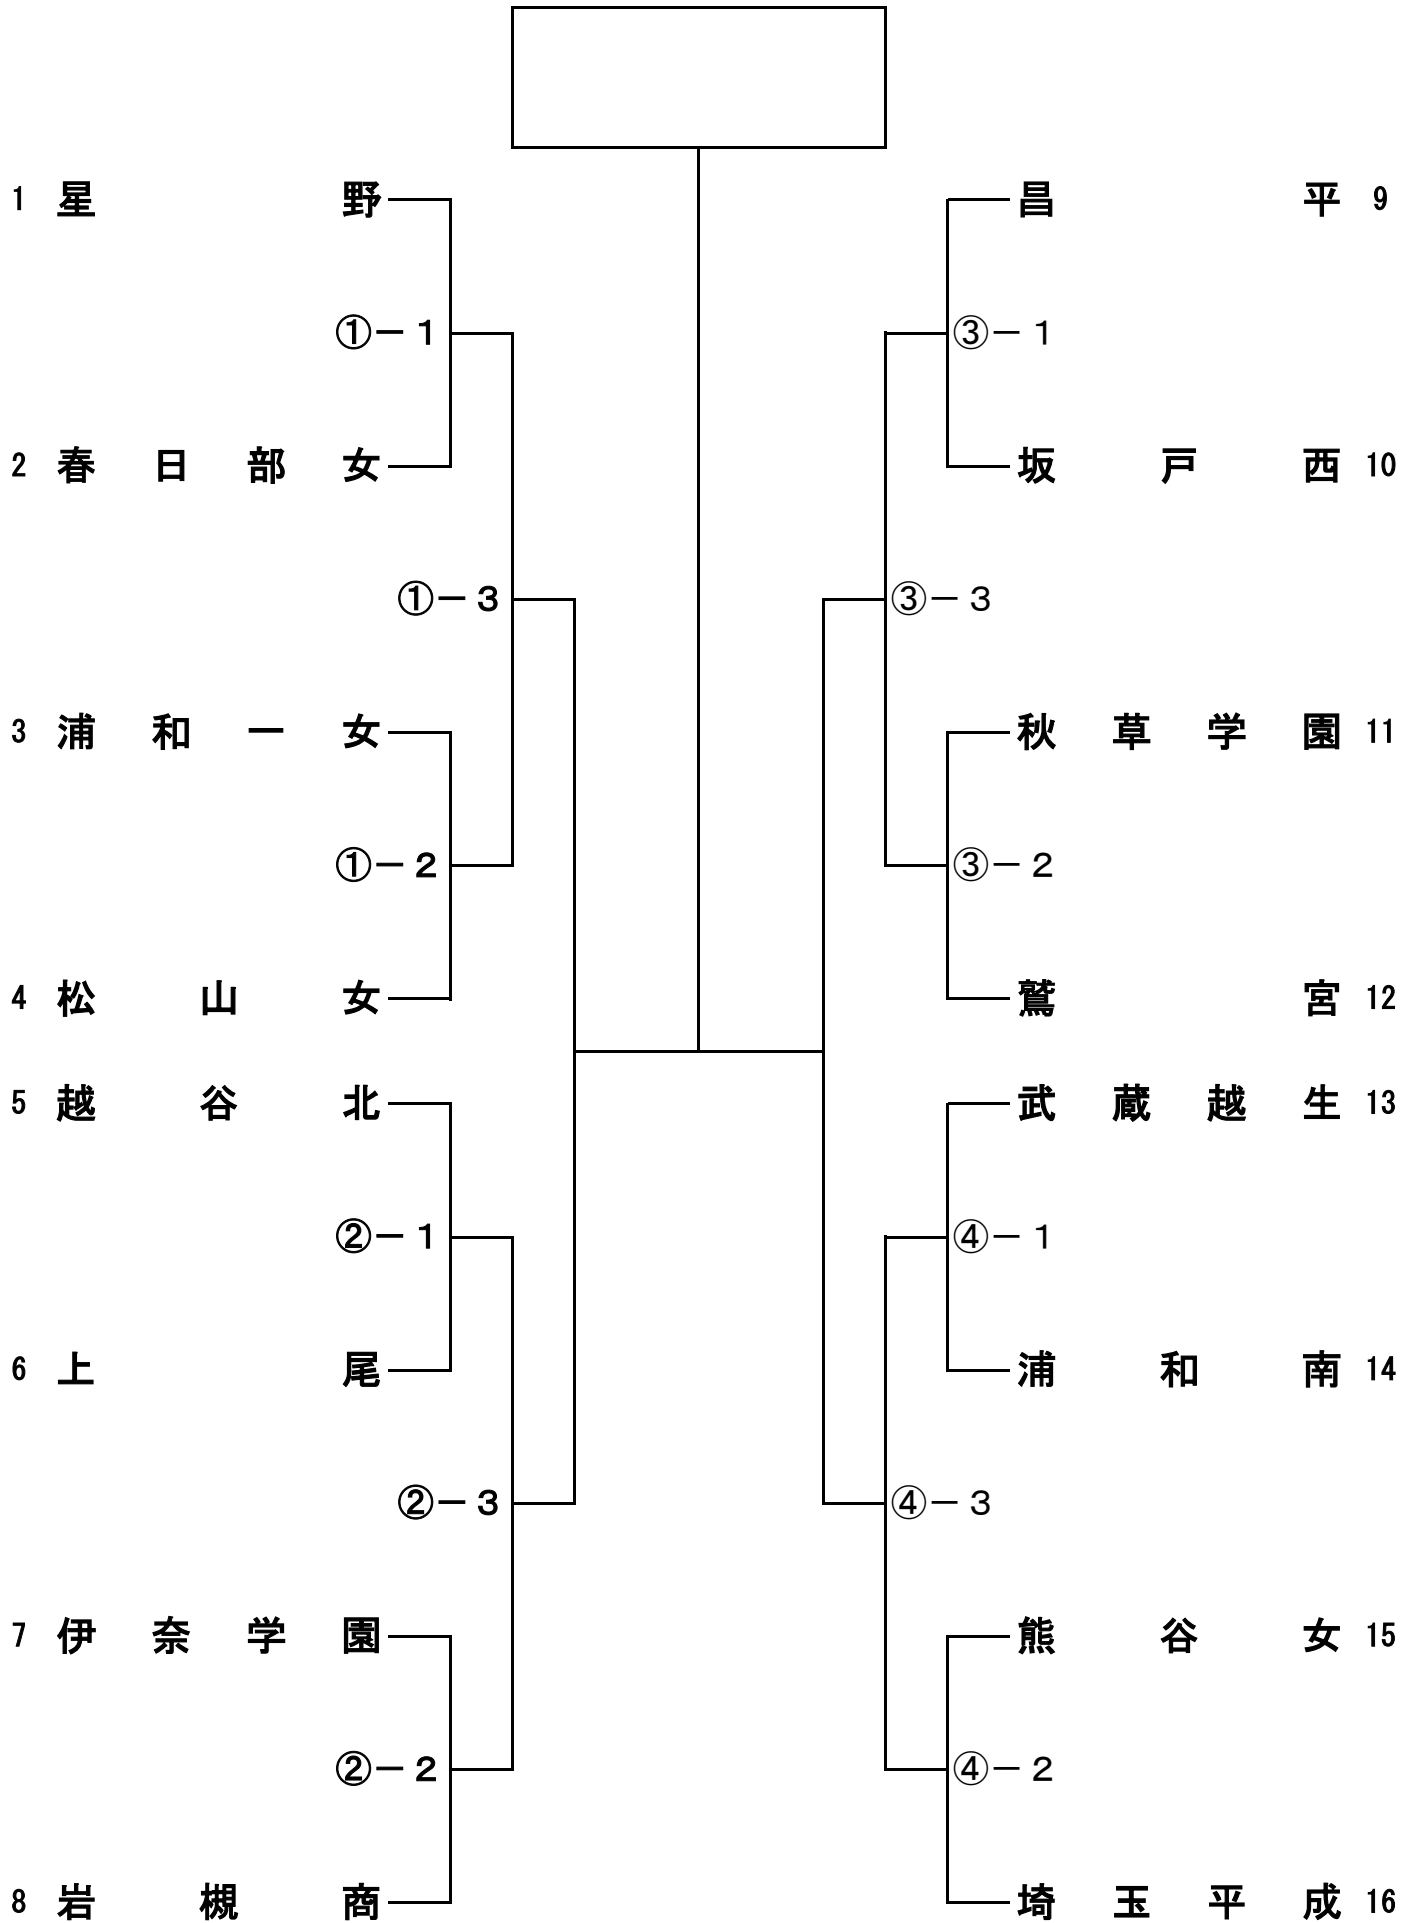 1 星野
昌平 9
①－1
③－1
2 春日部女
坂戸西 10
①－3
③－3
3 浦和一女
秋草学園 11
①－2
③－2
4 松山女
鷲宮 12
5 越谷北
武蔵越生 13
②－1
④－1
6 上尾
浦和南 14
②－3
④－3
7 伊奈学園
熊谷女 15
②－2
④－2
8 岩槻商
埼玉平成 16